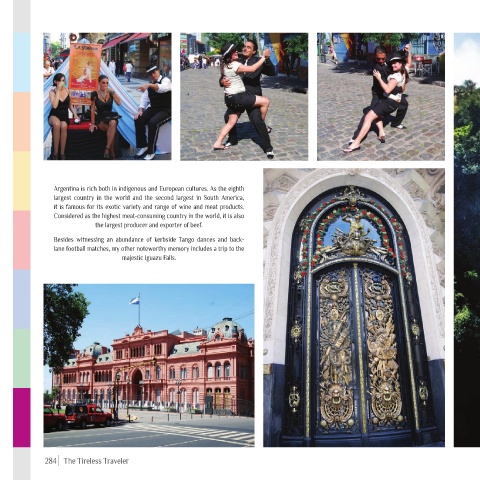 Argentina is rich both in indigenous and European cultures. As the eighth
largest country in the world and the second largest in South America,
it is famous for its exotic variety and range of wine and meat products.
Considered as the highest meat-consuming country in the world, it is also
the largest producer and exporter of beef.
Besides witnessing an abundance of kerbside Tango dances and back-
lane football matches, my other noteworthy memory includes a trip to the
majestic Iguazu Falls.
284 | The Tireless Traveler